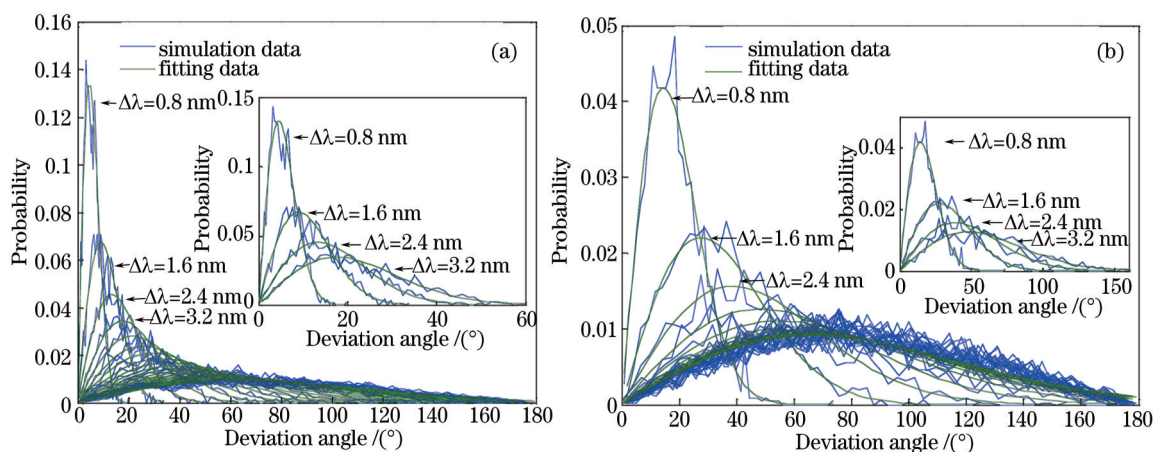 0.16
0.14
0.12
0.10
0.08
0.06
0.04
0.02
0
Probability
simulation data
fitting data
(a)
Δλ=0.8 nm
Δλ=1.6 nm
Δλ=2.4 nm
Δλ=3.2 nm
0.15
0.1
0.05
0
Probability
Δλ=0.8 nm
Δλ=1.6 nm
Δλ=2.4 nm
Δλ=3.2 nm
0 20 40 60
Deviation angle /(°)
0 20 40 60 80 100 120 140 160 180
Deviation angle /(°)
0.05
0.04
0.03
0.02
0.01
0
Probability
simulation data
fitting data
(b)
Δλ=0.8 nm
Δλ=1.6 nm
Δλ=2.4 nm
0.04
0.02
0
Probability
Δλ=0.8 nm
Δλ=1.6 nm
Δλ=2.4 nm
Δλ=3.2 nm
0 50 100 150
Deviation angle /(°)
0 20 40 60 80 100 120 140 160 180
Deviation angle /(°)